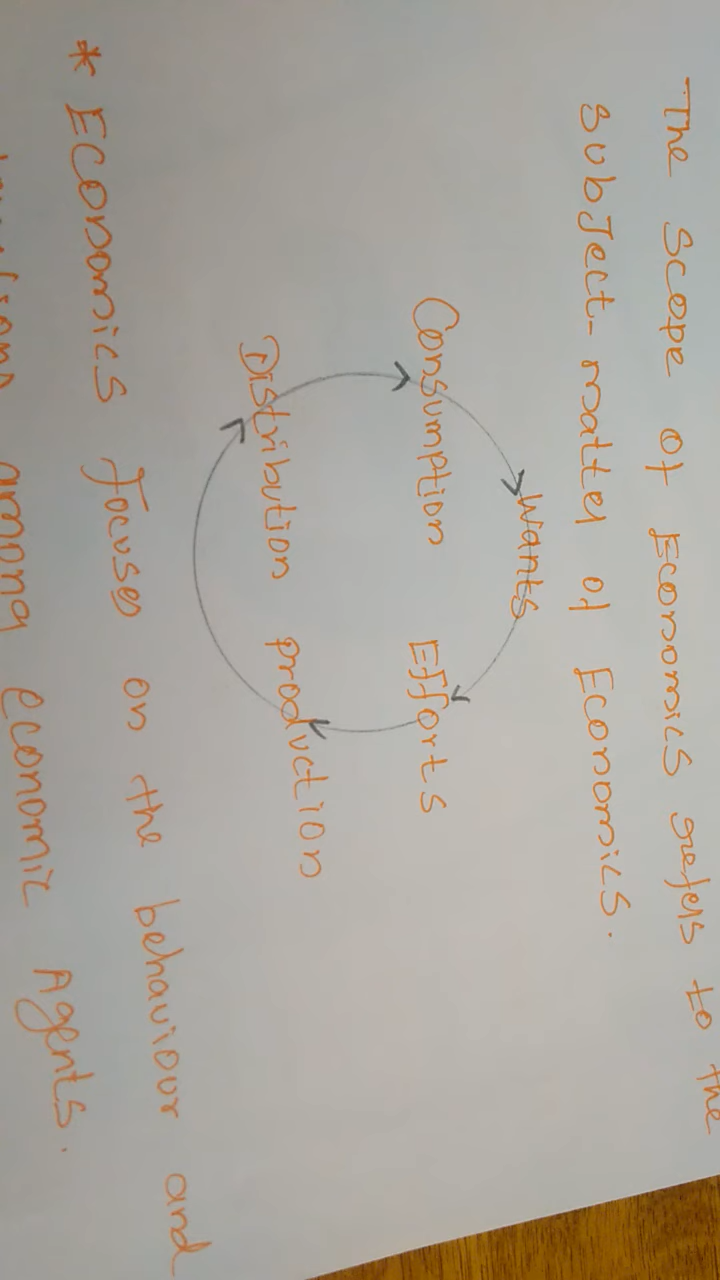 The Scope of Economics refers to the
subject-matter of Economics.
Wants
Consumption Efforts
Distribution Production
* Economics focuses on the behaviour and
among economic Agents.